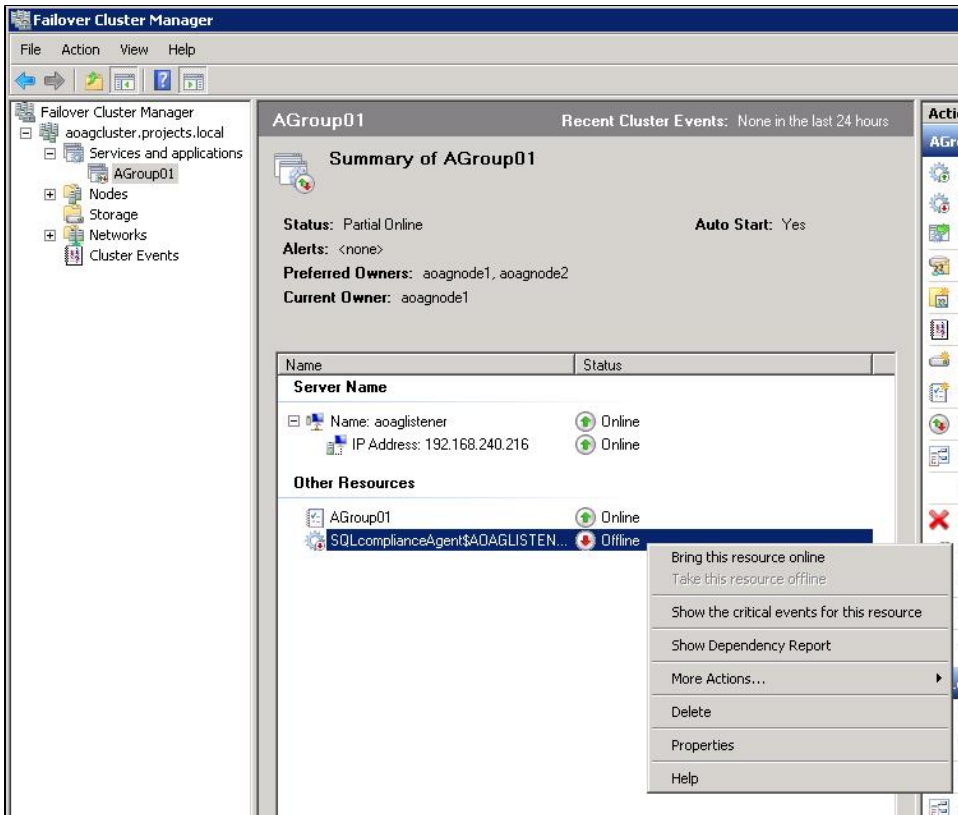 Failover Cluster Manager
File Action View Help
Failover Cluster Manager
aoagcluster.projects.local
Services and applications
AGroup01
Nodes
Storage
Networks
Cluster Events
AGroup01 Recent Cluster Events: None in the last 24 hours
Summary of AGroup01
Status: Partial Online Auto Start: Yes
Alerts: <none>
Preferred Owners: aoagnode1, aoagnode2
Current Owner: aoagnode1
Name Status
Server Name
Name: aoaglistener Online
IP Address: 192.168.240.216 Online
Other Resources
AGroup01 Online
SQLcomplianceAgent$AOAGLISTEN... Offline
Bring this resource online
Take this resource offline
Show the critical events for this resource
Show Dependency Report
More Actions...
Delete
Properties
Help
Acti
AGr